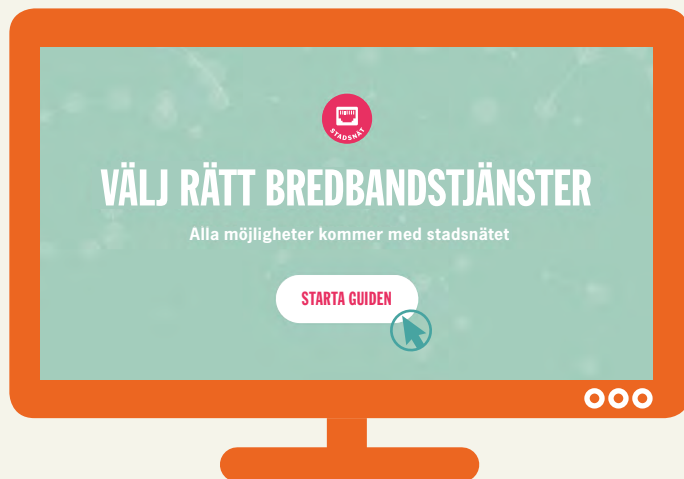 STADSNÄT
VÄLJ RÄTT BREDBANDSTJÄNSTER
Alla möjligheter kommer med stadsnätet
STARTA GUIDEN